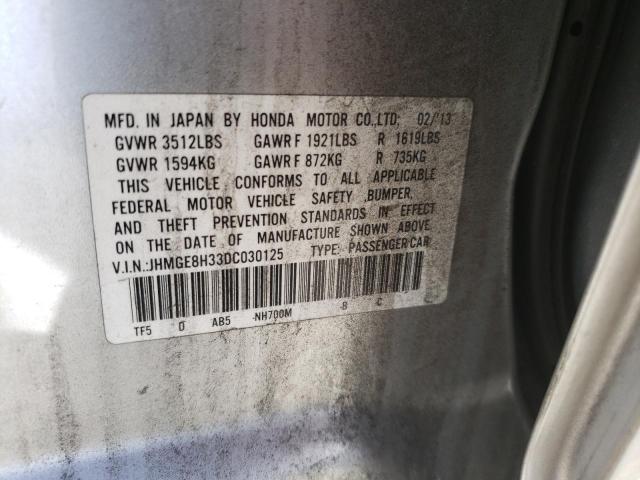 MFD. IN JAPAN BY HONDA MOTOR CO.,LTD. 02/'13
GVWR 3512LBS GAWR F 1921LBS R 1619LBS
GVWR 1594KG GAWR F 872KG R 735KG
THIS VEHICLE CONFORMS TO ALL APPLICABLE
FEDERAL MOTOR VEHICLE SAFETY ,BUMPER,
AND THEFT PREVENTION STANDARDS IN EFFECT
ON THE DATE OF MANUFACTURE SHOWN ABOVE
V.I.N.:JHMGE8H33DC030125 TYPE: PASSENGER CAR
TF5 D AB5 -NH700M -B C